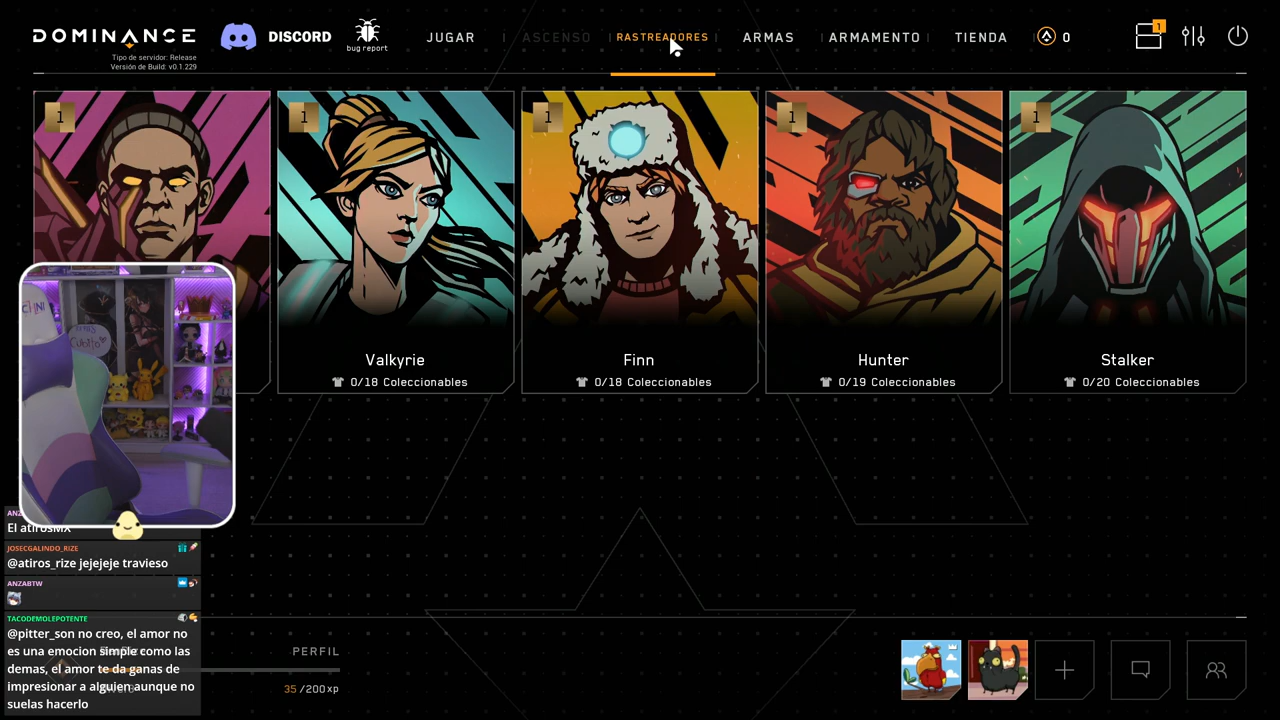 DOMINANCE
Tipo de servidor: Release
Versión de Build: v0.1.229
DISCORD
bug report
JUGAR
ASCENSO
RASTREADORES
ARMAS
ARMAMENTO
TIENDA
0
1
1
1
1
1
1
Valkyrie
0/18 Coleccionables
Finn
0/18 Coleccionables
Hunter
0/19 Coleccionables
Stalker
0/20 Coleccionables
El atirosMX
JOSECGALINDO_RIZE
@atiros_rize jejejeje travieso
ANZABTW
TACODEMOLEPOTENTE
@pitter_son no creo, el amor no
es una emocion simple como las
demas, el amor te da ganas de
impresionar a alguien aunque no
suelas hacerlo
PERFIL
35 /200xp